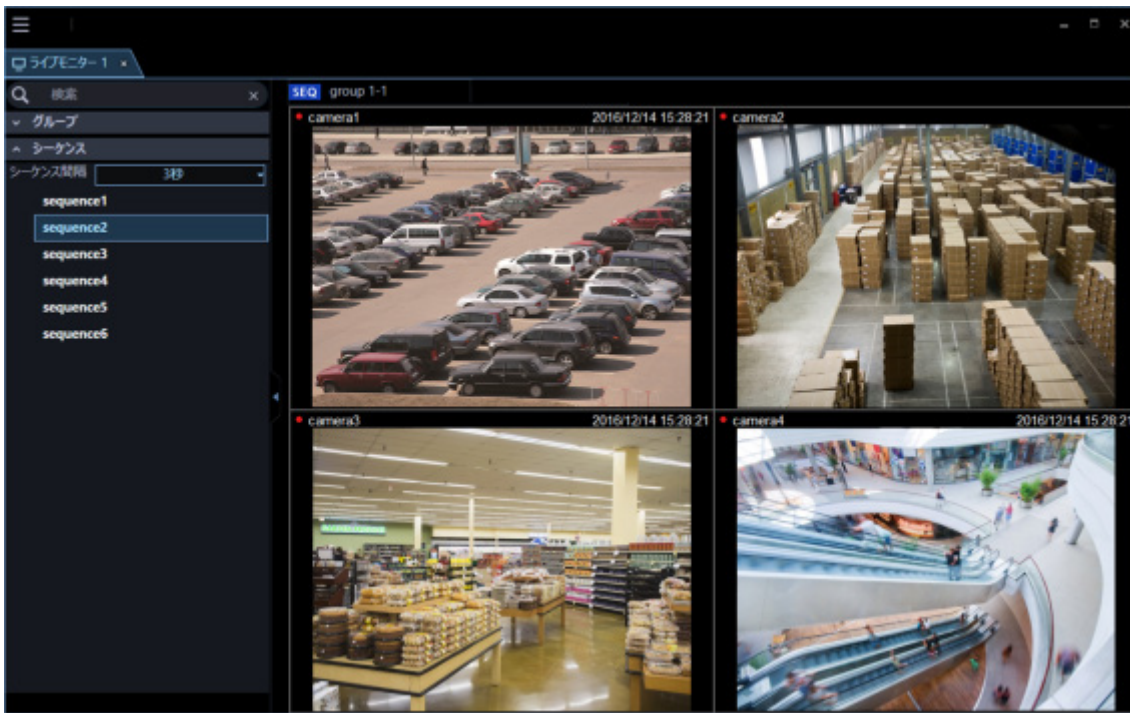 ライブモニター 1
検索
SEQ group 1-1
グループ
シーケンス
シーケンス間隔 3秒
sequence1
sequence2
sequence3
sequence4
sequence5
sequence6
camera1 2016/12/14 15:28:21
camera2
camera3 2016/12/14 15:28:21
camera4 2016/12/14 15:28:21